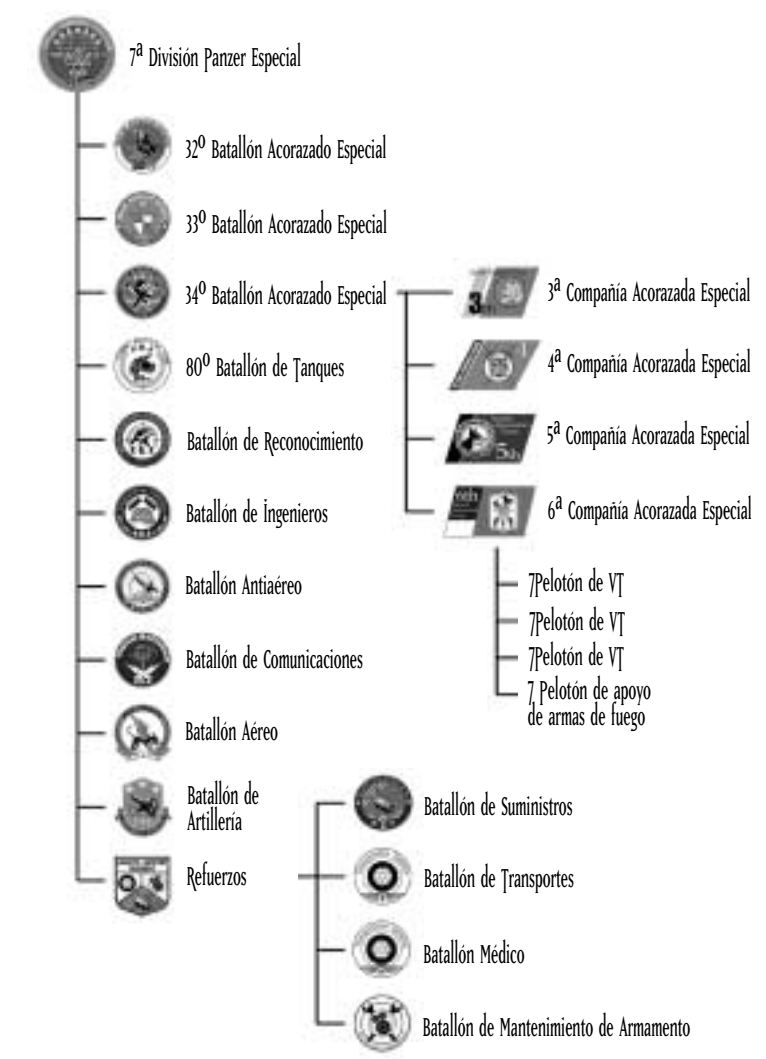 7ª División Panzer Especial
32º Batallón Acorazado Especial
33º Batallón Acorazado Especial
34º Batallón Acorazado Especial
80º Batallón de Tanques
Batallón de Reconocimiento
Batallón de Ingenieros
Batallón Antiaéreo
Batallón de Comunicaciones
Batallón Aéreo
Batallón de
Artillería
Refuerzos
3ª Compañía Acorazada Especial
4ª Compañía Acorazada Especial
5ª Compañía Acorazada Especial
6ª Compañía Acorazada Especial
7Pelotón de VT
7Pelotón de VT
7Pelotón de VT
7 Pelotón de apoyo
de armas de fuego
Batallón de Suministros
Batallón de Transportes
Batallón Médico
Batallón de Mantenimiento de Armamento
3
5th